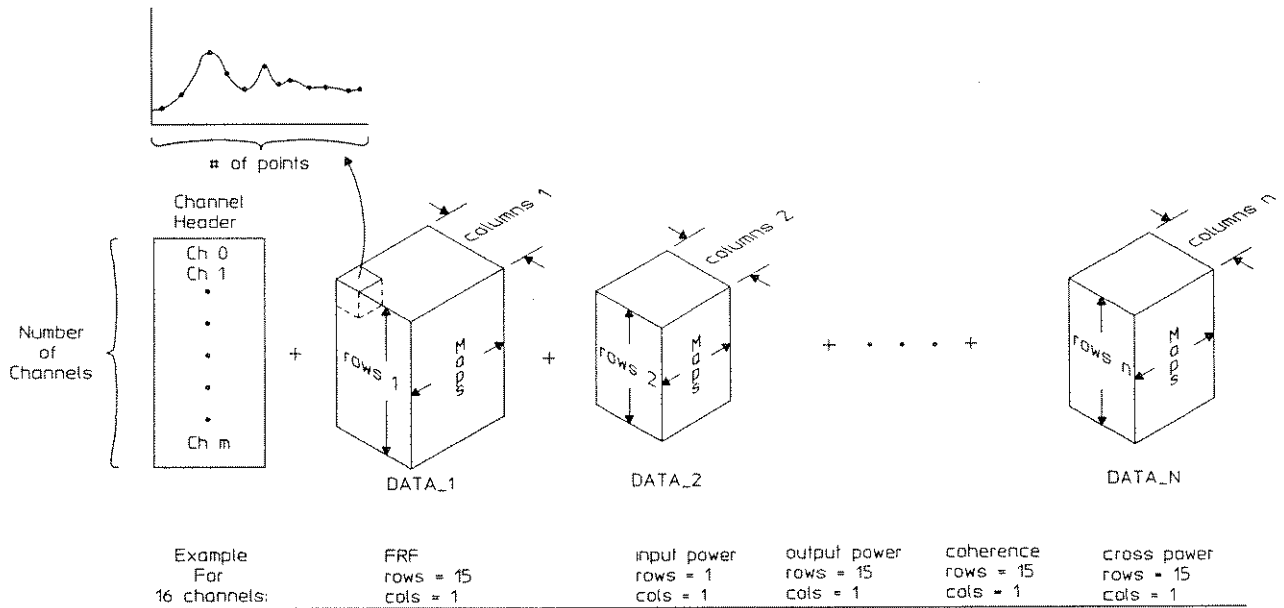 # of points
Channel
Header
Ch 0
Ch 1
Ch m
Number
of
Channels
+
rows 1
Maps
columns 1
DATA_1
+
rows 2
Maps
columns 2
DATA_2
+ . . . +
rows n
Maps
columns n
DATA_N
Example
For
16 channels:
FRF
rows = 15
cols = 1
input power
rows = 1
cols = 1
output power
rows = 15
cols = 1
coherence
rows = 15
cols = 1
cross power
rows = 15
cols = 1